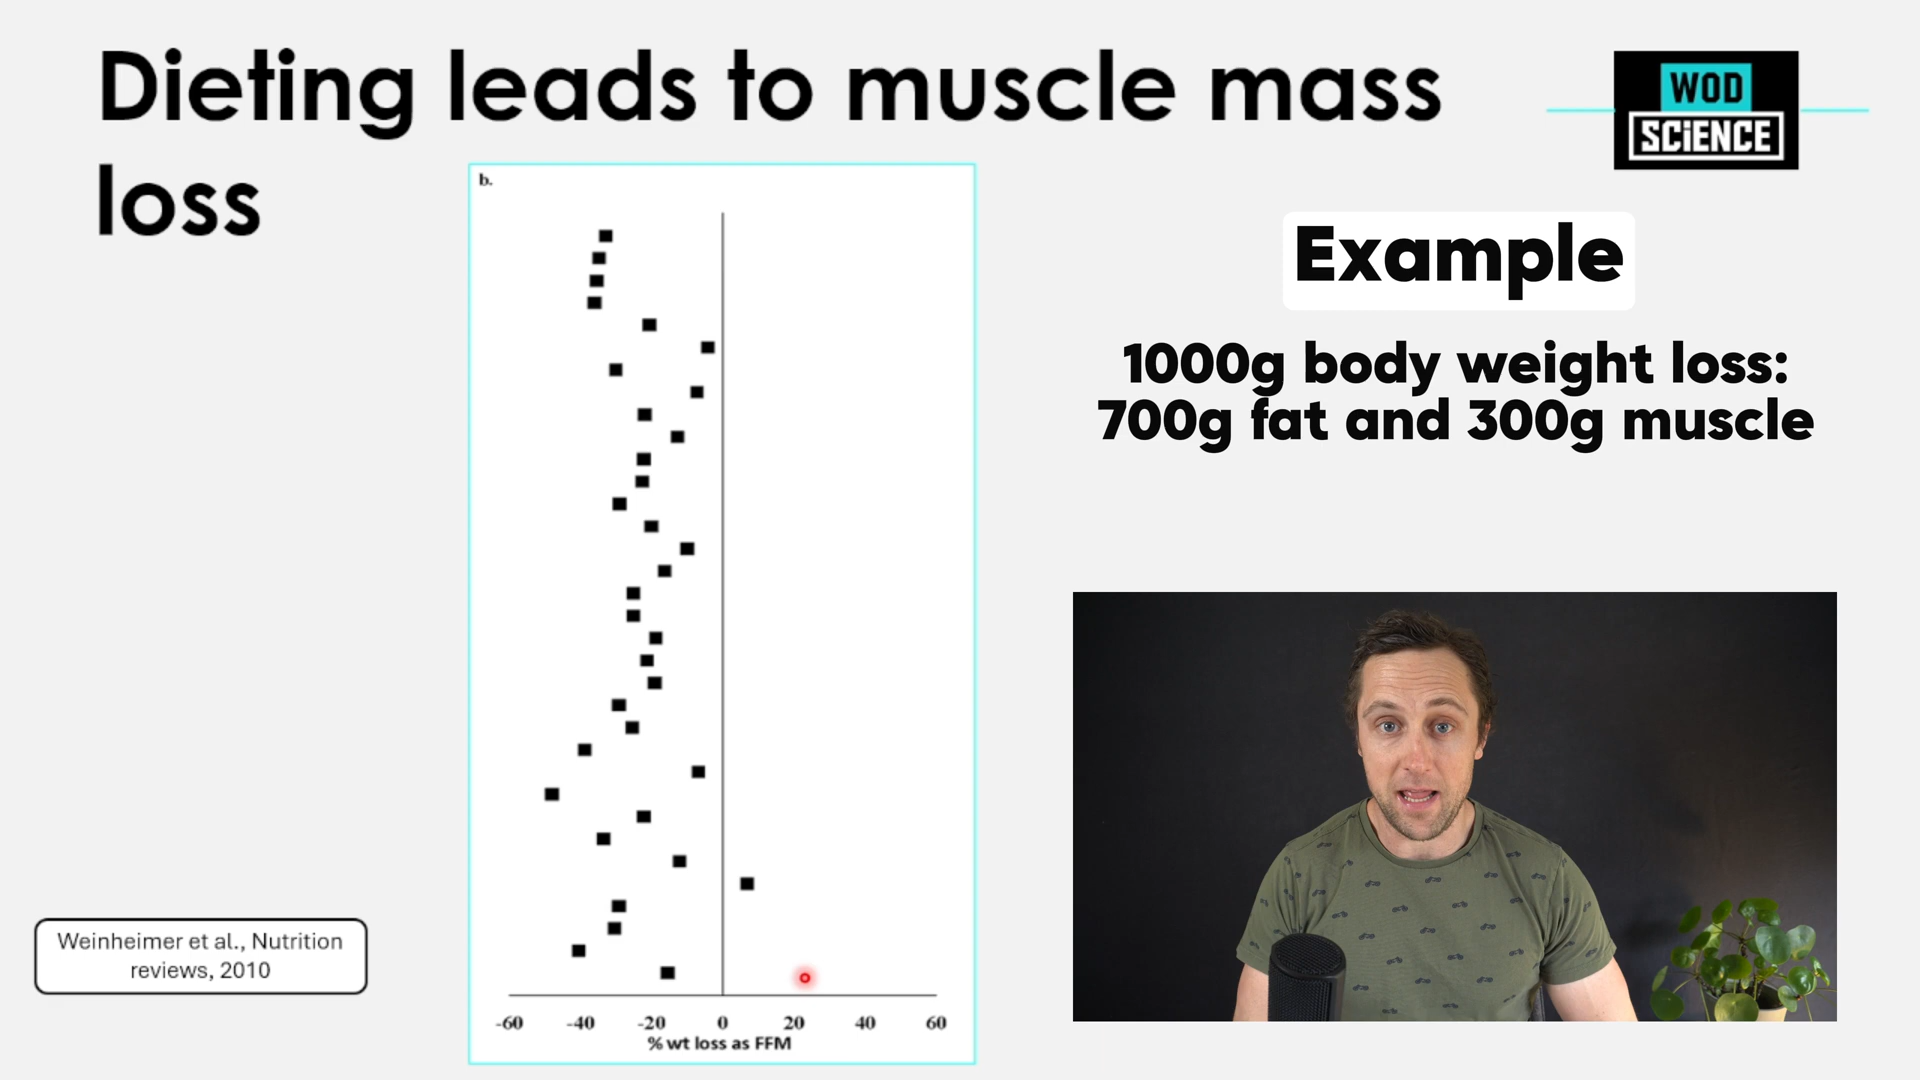 Dieting leads to muscle mass
loss
WOD
SCiENCE
b.
Example
1000g body weight loss:
700g fat and 300g muscle
Weinheimer et al., Nutrition
reviews, 2010
-60 -40 -20 0 20 40 60
% wt loss as FFM